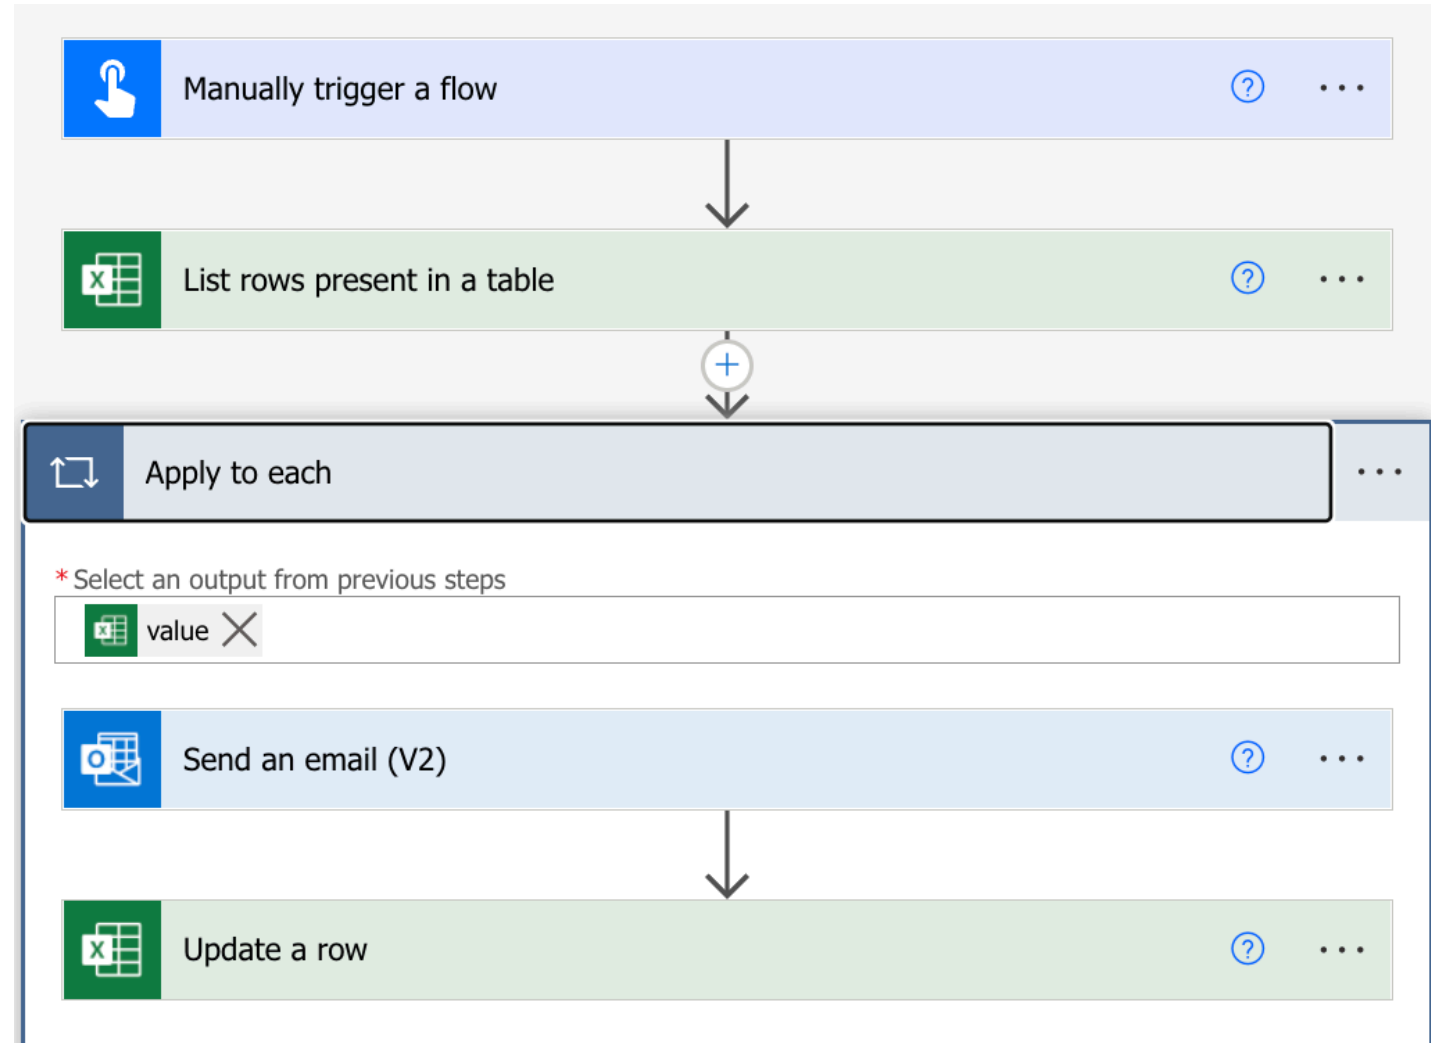 Manually trigger a flow
List rows present in a table
Apply to each
* Select an output from previous steps
value
Send an email (V2)
Update a row